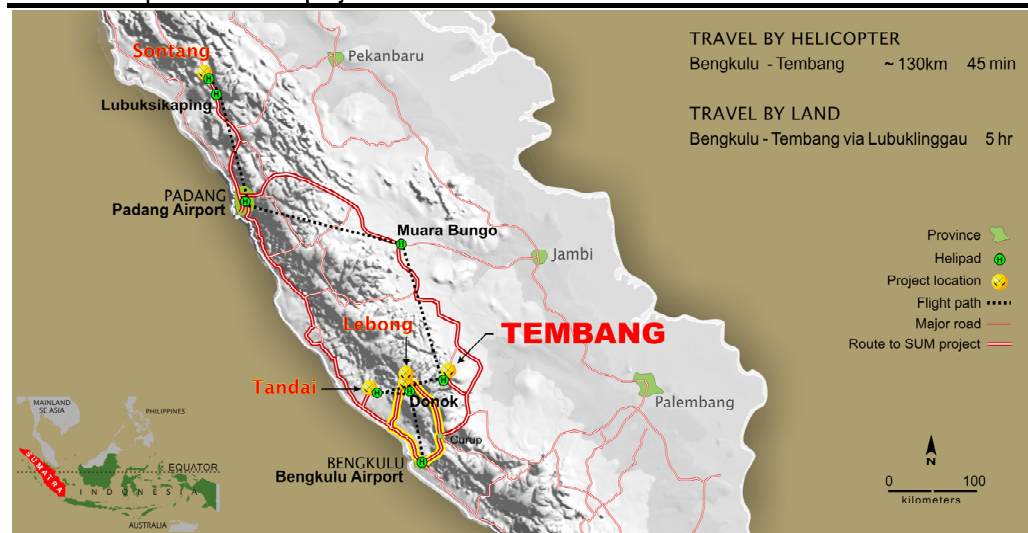 TRAVEL BY HELICOPTER
Bengkulu - Tembang ~ 130km 45 min
TRAVEL BY LAND
Bengkulu - Tembang via Lubuklinggau 5 hr
Sontang
Pekanbaru
Lubuksikaping
PADANG
Padang Airport
Muara Bungo
Jambi
Province
H Helipad
Project location
Flight path
Major road
Route to SUM project
Lebong
TEMBANG
Tandai
Donok
Palembang
Curup
BENGKULU
Bengkulu Airport
MAINLAND
SE ASIA
PHILIPPINES
EQUATOR
SUMATRA
INDONESIA
AUSTRALIA
N
0 100
kilometers